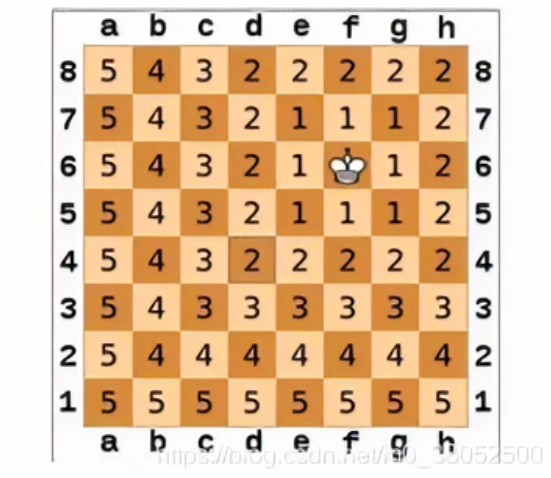 a b c d e f g h
8 5 4 3 2 2 2 2 2 8
7 5 4 3 2 1 1 1 2 7
6 5 4 3 2 1 1 2 6
5 5 4 3 2 1 1 1 2 5
4 5 4 3 2 2 2 2 2 4
3 5 4 3 3 3 3 3 3 3
2 5 4 4 4 4 4 4 4 2
1 5 5 5 5 5 5 5 5 1
a b c d e f g h
https://blog.csdn.net/m0_38052500